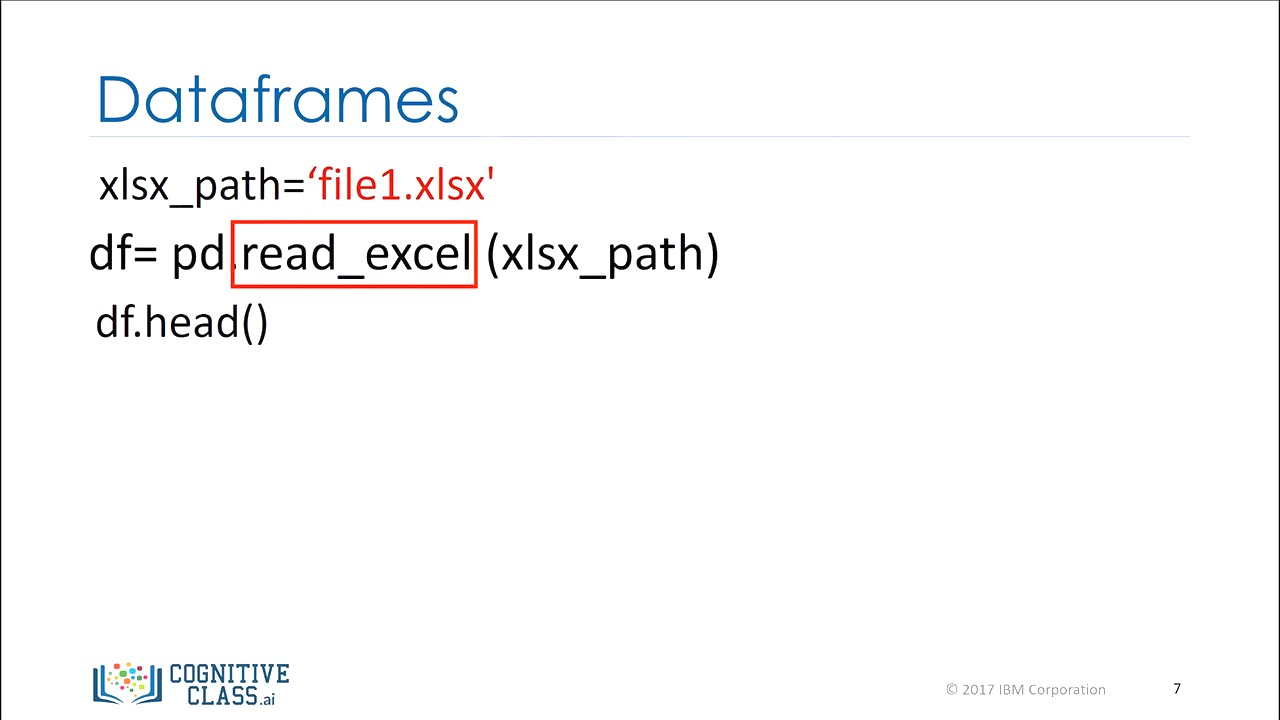 Dataframes
xlsx_path=‘file1.xlsx'
df= pd.read_excel (xlsx_path)
df.head()
COGNITIVE
CLASS.ai
© 2017 IBM Corporation
7